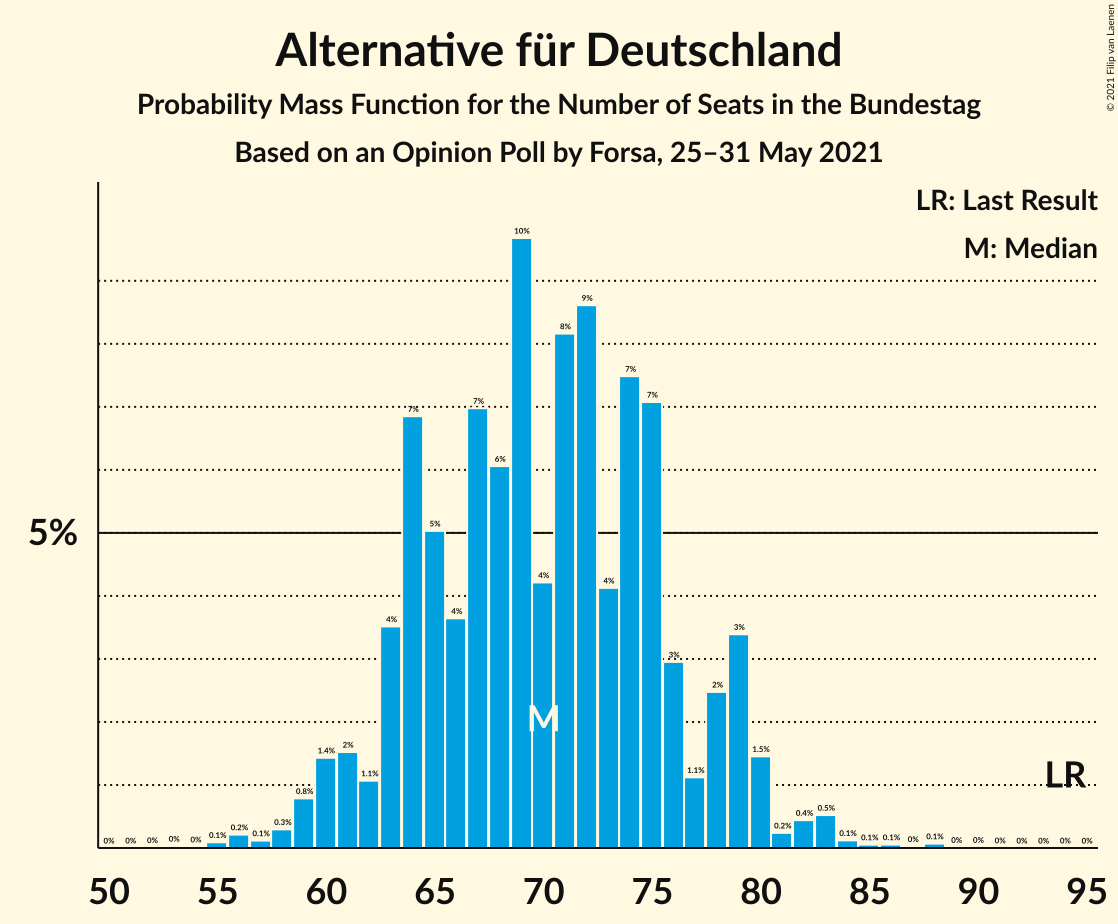 Alternative für Deutschland
Probability Mass Function for the Number of Seats in the Bundestag
Based on an Opinion Poll by Forsa, 25–31 May 2021
© 2021 Filip van Laenen
LR: Last Result
M: Median
5%
0% 0% 0% 0% 0% 0.1% 0.2% 0.1% 0.3% 0.8% 1.4% 2% 1.1% 4% 7% 5% 4% 7% 6% 10% 4% 8% 9% 4% 7% 7% 3% 1.1% 2% 3% 1.5% 0.2% 0.4% 0.5% 0.1% 0.1% 0.1% 0% 0.1% 0% 0% 0% 0% 0% 0% 0%
M
LR
50 55 60 65 70 75 80 85 90 95